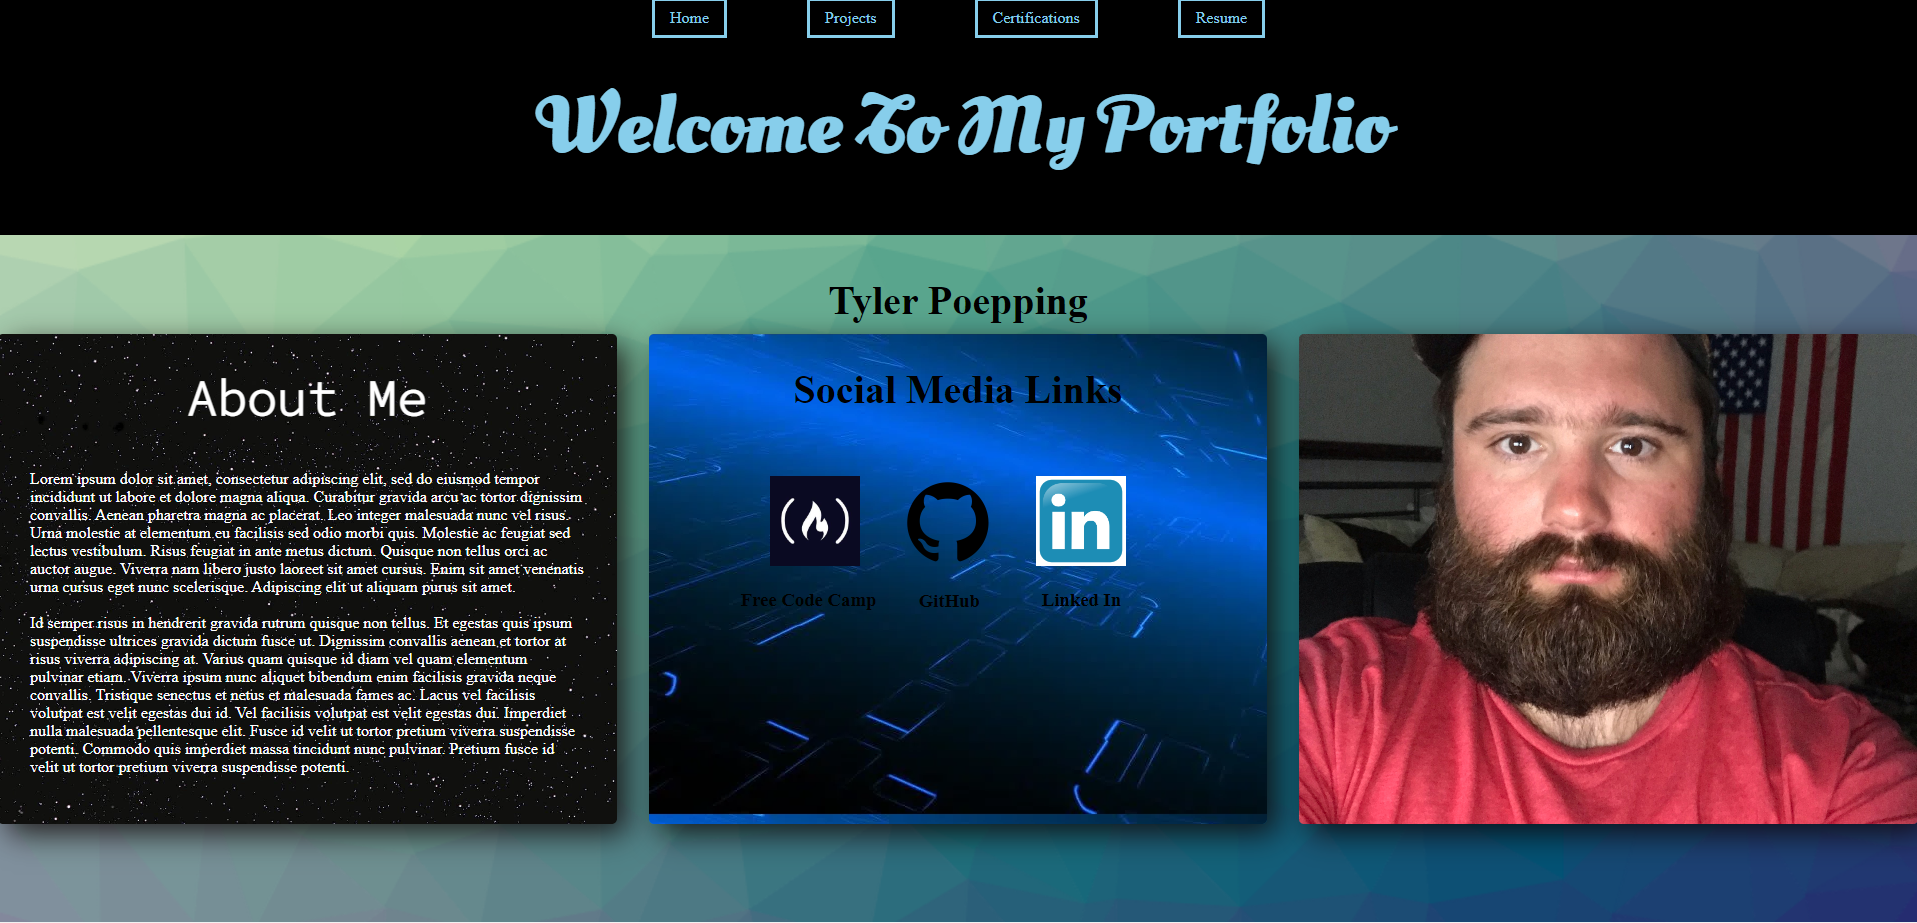 Home Projects Certifications Resume
Welcome To My Portfolio
Tyler Poepping
About Me
Lorem ipsum dolor sit amet, consectetur adipiscing elit, sed do eiusmod tempor
incididunt ut labore et dolore magna aliqua. Curabitur gravida arcu ac tortor dignissim
convallis. Aenean pharetra magna ac placerat. Leo integer malesuada nunc vel risus.
Urna molestie at elementum eu facilisis sed odio morbi quis. Molestie ac feugiat sed
lectus vestibulum. Risus feugiat in ante metus dictum. Quisque non tellus orci ac
auctor augue. Viverra nam libero justo laoreet sit amet cursus. Enim sit amet venenatis
urna cursus eget nunc scelerisque. Adipiscing elit ut aliquam purus sit amet.
Id semper risus in hendrerit gravida rutrum quisque non tellus. Et egestas quis ipsum
suspendisse ultrices gravida dictum fusce ut. Dignissim convallis aenean et tortor at
risus viverra adipiscing at. Varius quam quisque id diam vel quam elementum
pulvinar etiam. Viverra ipsum nunc aliquet bibendum enim facilisis gravida neque
convallis. Tristique senectus et netus et malesuada fames ac. Lacus vel facilisis
volutpat est velit egestas dui id. Vel facilisis volutpat est velit egestas dui. Imperdiet
nulla malesuada pellentesque elit. Fusce id velit ut tortor pretium viverra suspendisse
potenti. Commodo quis imperdiet massa tincidunt nunc pulvinar. Pretium fusce id
velit ut tortor pretium viverra suspendisse potenti.
Social Media Links
in
Free Code Camp GitHub Linked In